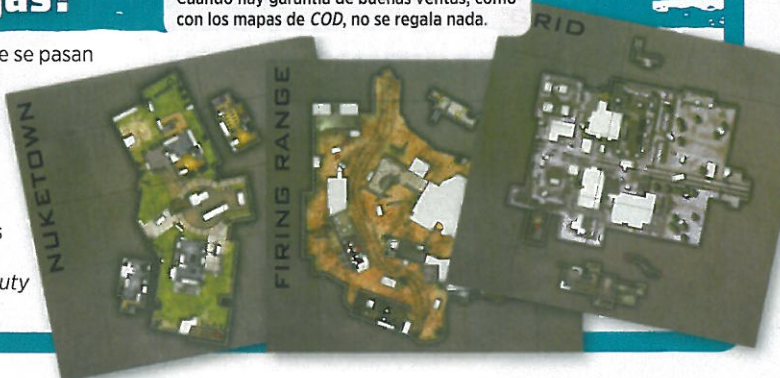 gas:
Cuando hay garantía de buenas ventas, como
con los mapas de COD, no se regala nada.
e se pasan
s
uty
NUKETOWN
FIRING RANGE
RID